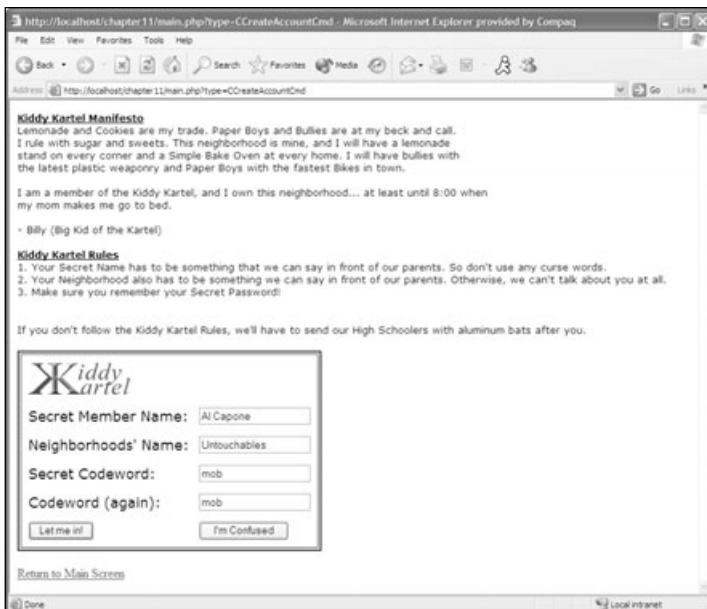 http://localhost/chapter11/main.php?type=CCreateAccountCmd - Microsoft Internet Explorer provided by Compaq
File Edit View Favorites Tools Help
Back Search Favorites Media
Address http://localhost/chapter11/main.php?type=CCreateAccountCmd Go Links
Kiddy Kartel Manifesto
Lemonade and Cookies are my trade. Paper Boys and Bullies are at my beck and call.
I rule with sugar and sweets. This neighborhood is mine, and I will have a lemonade
stand on every corner and a Simple Bake Oven at every home. I will have bullies with
the latest plastic weaponry and Paper Boys with the fastest Bikes in town.
I am a member of the Kiddy Kartel, and I own this neighborhood... at least until 8:00 when
my mom makes me go to bed.
- Billy (Big Kid of the Kartel)
Kiddy Kartel Rules
1. Your Secret Name has to be something that we can say in front of our parents. So don't use any curse words.
2. Your Neighborhood also has to be something we can say in front of our parents. Otherwise, we can't talk about you at all.
3. Make sure you remember your Secret Password!
If you don't follow the Kiddy Kartel Rules, we'll have to send our High Schoolers with aluminum bats after you.
Kiddy
Kartel
Secret Member Name: Al Capone
Neighborhoods' Name: Untouchables
Secret Codeword: mob
Codeword (again): mob
Let me in! I'm Confused
Return to Main Screen
Done Local intranet